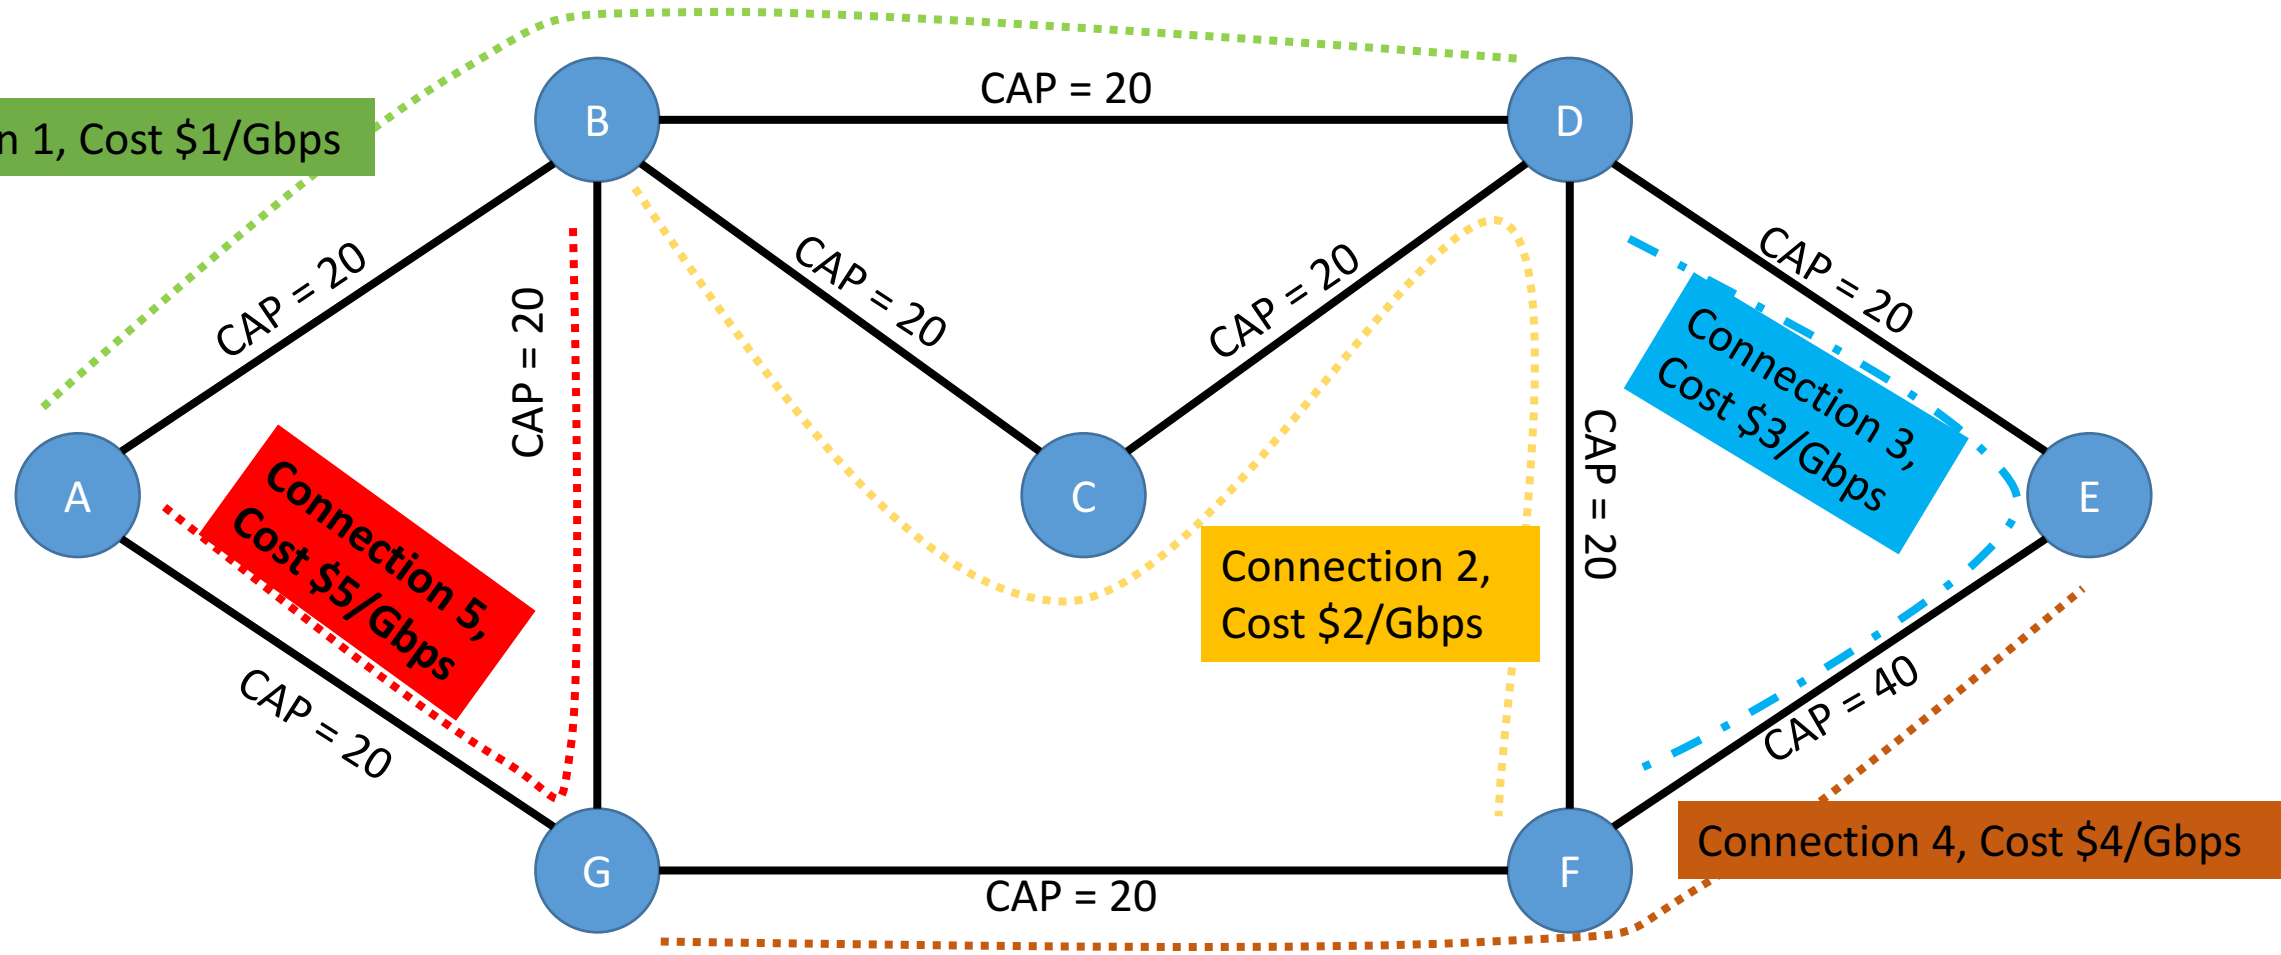 CAP = 20
B
D
n 1, Cost $1/Gbps
CAP = 20
CAP = 20
CAP = 20
CAP = 20
CAP = 20
Connection 3,
Cost $3/Gbps
CAP = 20
A
Connection 5,
Cost $5/Gbps
C
E
Connection 2,
Cost $2/Gbps
CAP = 20
CAP = 40
G
F
Connection 4, Cost $4/Gbps
CAP = 20